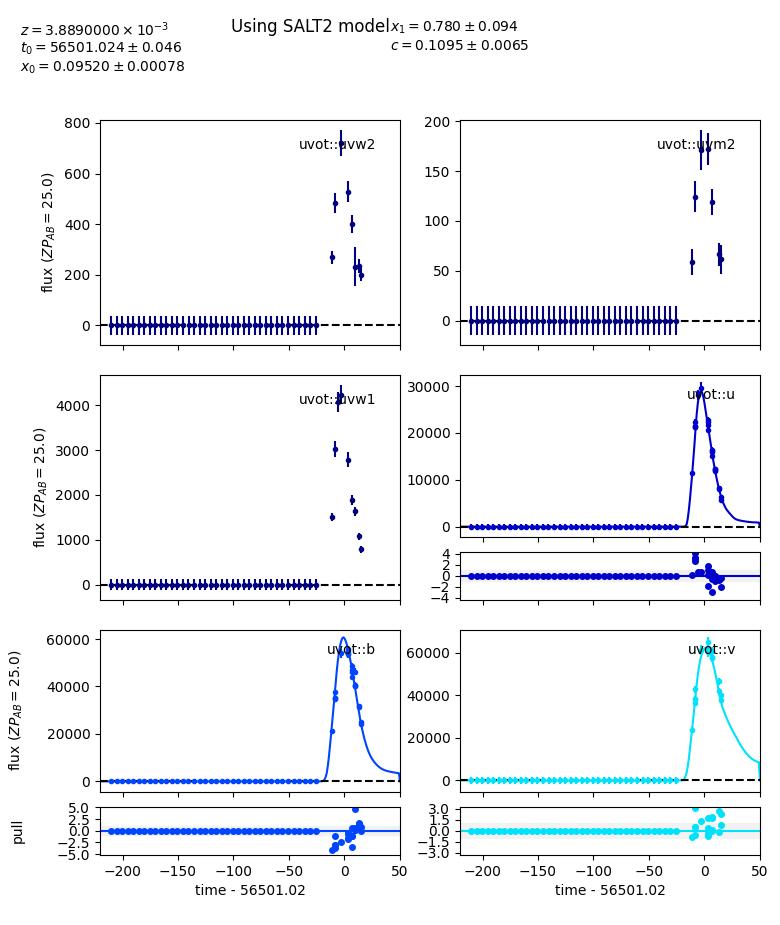 Using SALT2 model
z = 3.8890000 × 10⁻³
t₀ = 56501.024 ± 0.046
x₀ = 0.09520 ± 0.00078
x₁ = 0.780 ± 0.094
c = 0.1095 ± 0.0065
uvot::uvw2
800
600
400
200
0
flux (ZP_AB = 25.0)
uvot::uvm2
200
150
100
50
0
uvot::uvw1
4000
3000
2000
1000
0
flux (ZP_AB = 25.0)
uvot::u
30000
20000
10000
0
4
2
0
−2
−4
uvot::b
60000
40000
20000
0
flux (ZP_AB = 25.0)
uvot::v
60000
40000
20000
0
5.0
2.5
0.0
−2.5
−5.0
pull
−200 −150 −100 −50 0 50
time - 56501.02
3.0
1.5
0.0
−1.5
−3.0
−200 −150 −100 −50 0 50
time - 56501.02